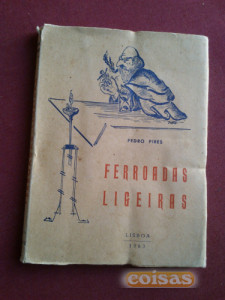 PEDRO PIRES
FERROADAS
LIGEIRAS
LISBOA
coisas